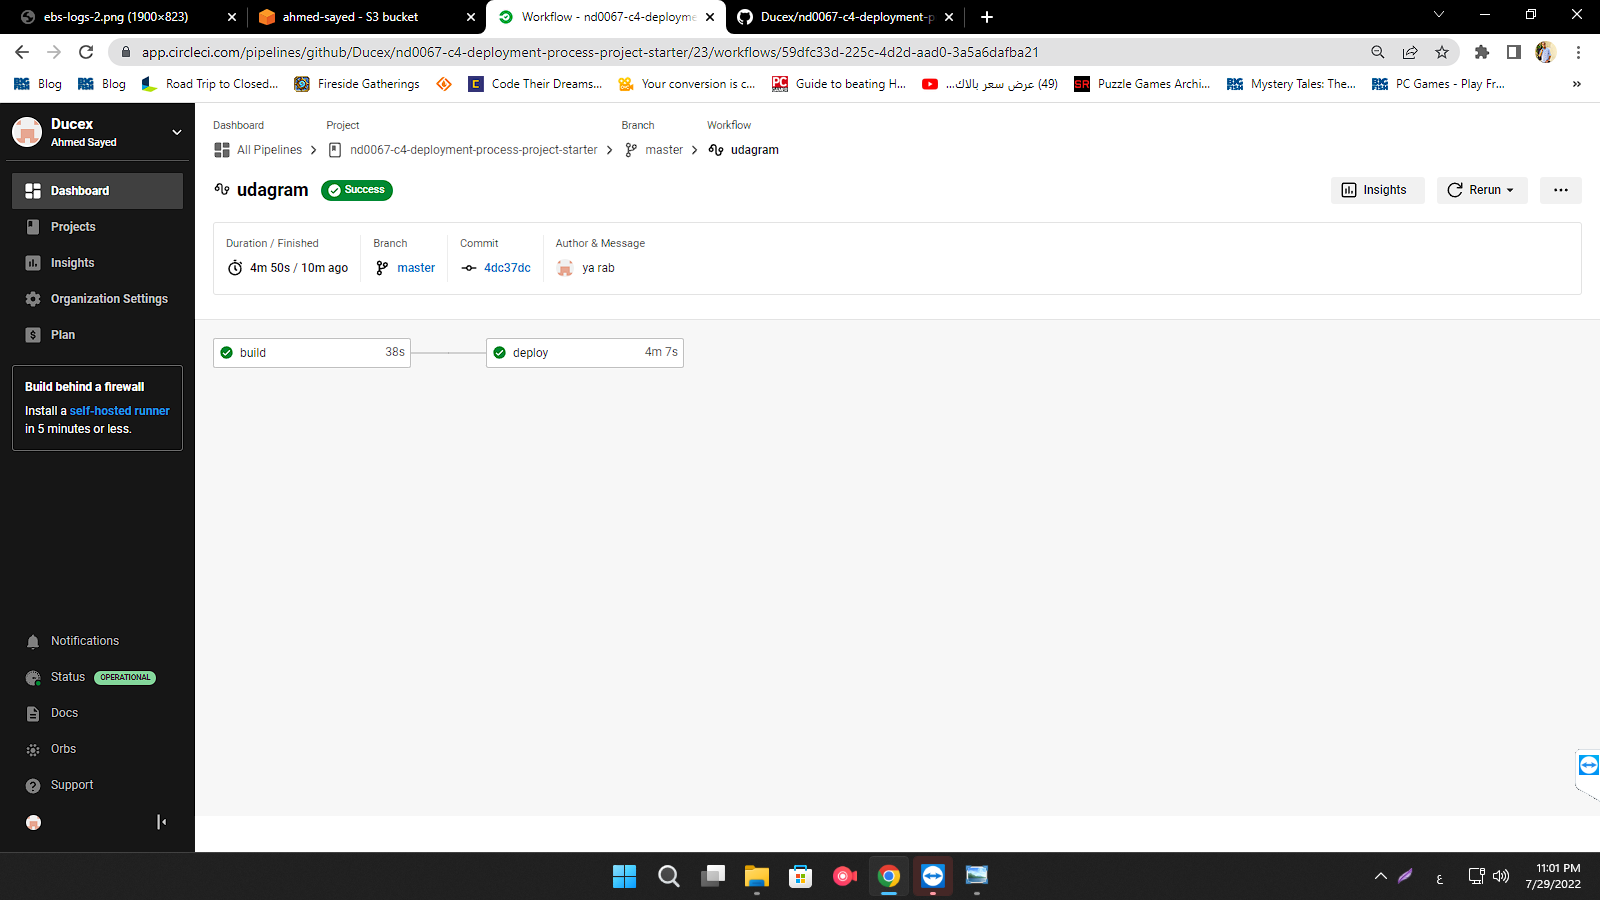 ebs-logs-2.png (1900×823)
ahmed-sayed - S3 bucket
Workflow - nd0067-c4-deployme
Ducex/nd0067-c4-deployment-p
app.circleci.com/pipelines/github/Ducex/nd0067-c4-deployment-process-project-starter/23/workflows/59dfc33d-225c-4d2d-aad0-3a5a6dafba21
Blog
Blog
Road Trip to Closed...
Fireside Gatherings
Code Their Dreams...
Your conversion is c...
Guide to beating H...
(49) عرض سعر بالاك...
Puzzle Games Archi...
Mystery Tales: The...
PC Games - Play Fr...
»
Ducex
Ahmed Sayed
Dashboard
Projects
Insights
Organization Settings
Plan
Build behind a firewall
Install a self-hosted runner
in 5 minutes or less.
Notifications
Status OPERATIONAL
Docs
Orbs
Support
Dashboard Project Branch Workflow
All Pipelines nd0067-c4-deployment-process-project-starter master udagram
udagram Success
Insights
Rerun
Duration / Finished
4m 50s / 10m ago
Branch
master
Commit
4dc37dc
Author & Message
ya rab
build 38s
deploy 4m 7s
ع
11:01 PM
7/29/2022